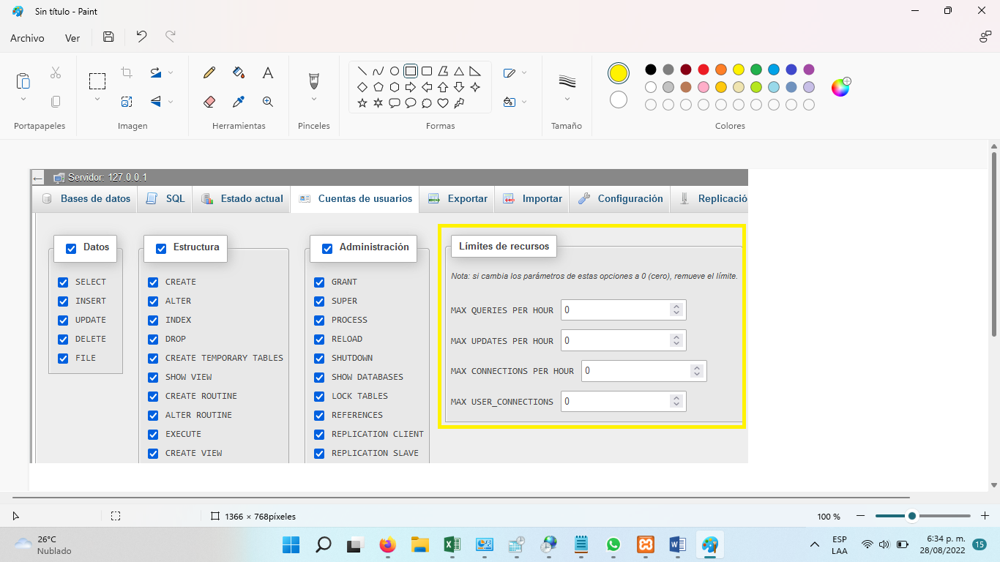 Sin título - Paint
Archivo Ver
Portapapeles
Imagen
Herramientas
Pinceles
Formas
Tamaño
Colores
Servidor: 127.0.0.1
Bases de datos SQL Estado actual Cuentas de usuarios Exportar Importar Configuración Replicació
Datos
SELECT
INSERT
UPDATE
DELETE
FILE
Estructura
CREATE
ALTER
INDEX
DROP
CREATE TEMPORARY TABLES
SHOW VIEW
CREATE ROUTINE
ALTER ROUTINE
EXECUTE
CREATE VIEW
Administración
GRANT
SUPER
PROCESS
RELOAD
SHUTDOWN
SHOW DATABASES
LOCK TABLES
REFERENCES
REPLICATION CLIENT
REPLICATION SLAVE
Límites de recursos
Nota: si cambia los parámetros de estas opciones a 0 (cero), remueve el límite.
MAX QUERIES PER HOUR 0
MAX UPDATES PER HOUR 0
MAX CONNECTIONS PER HOUR 0
MAX USER_CONNECTIONS 0
1366 × 768píxeles
100 %
26°C
Nublado
ESP
LAA
6:34 p. m.
28/08/2022
15